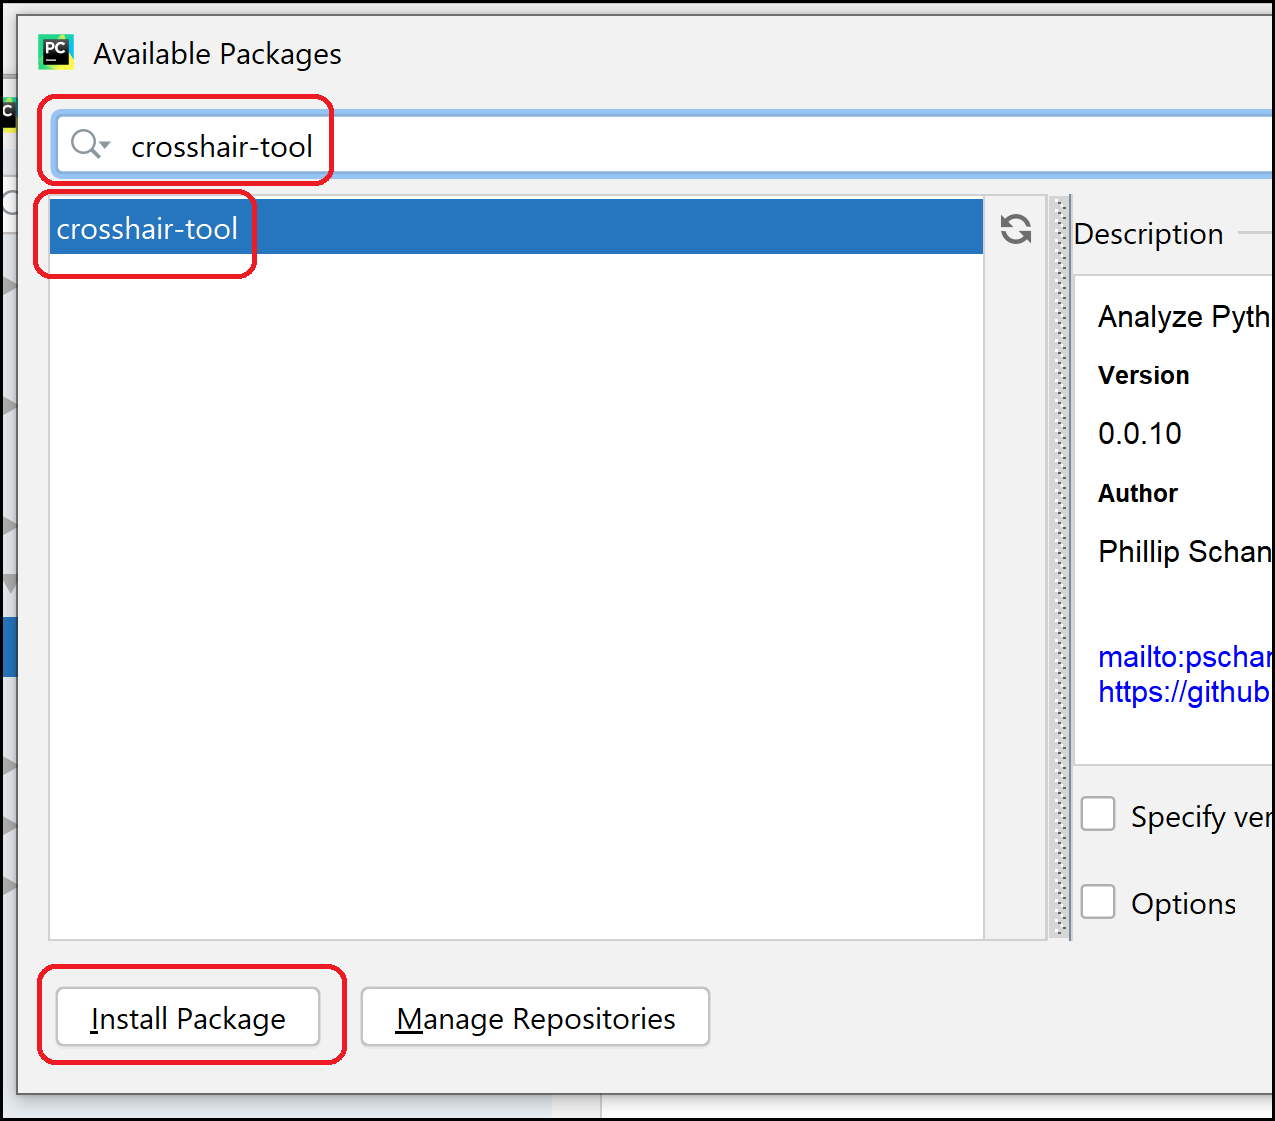 PC
Available Packages
C
crosshair-tool
crosshair-tool
Description
Analyze Pyth
Version
0.0.10
Author
Phillip Schan
mailto:pschar
https://github
Specify ver
Options
Install Package
Manage Repositories